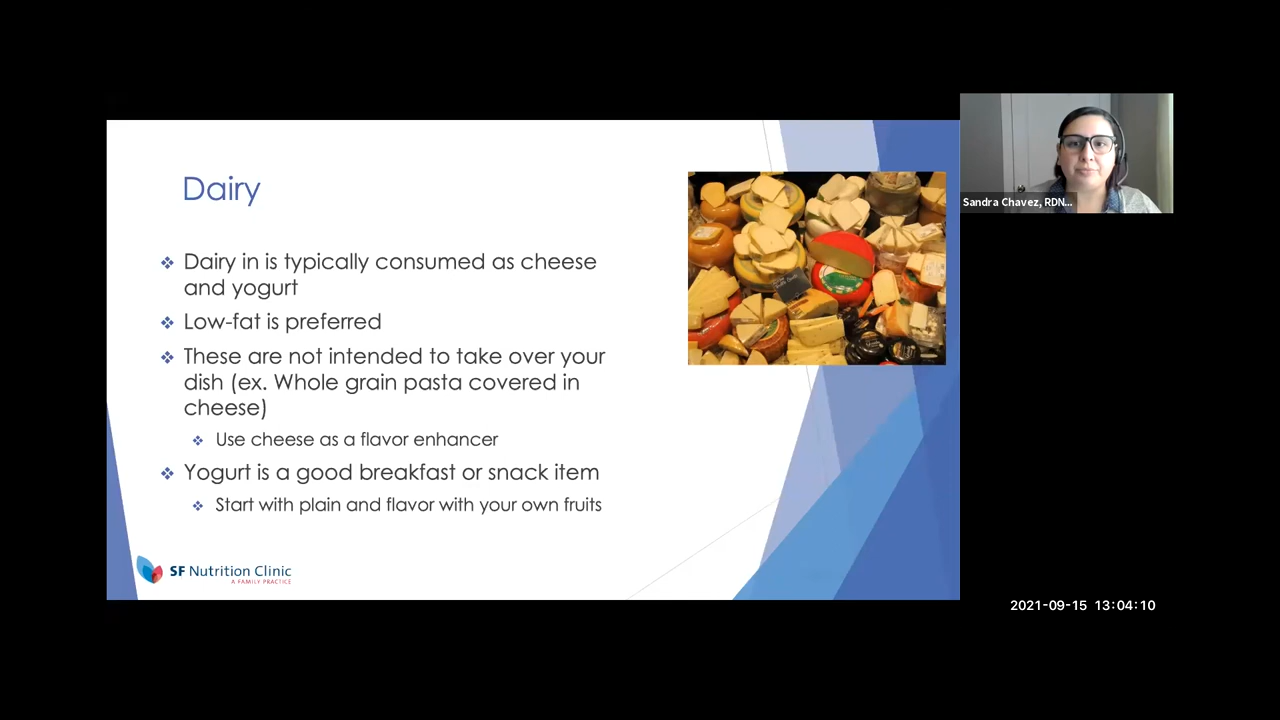 Dairy
Dairy in is typically consumed as cheese
and yogurt
Low-fat is preferred
These are not intended to take over your
dish (ex. Whole grain pasta covered in
cheese)
Use cheese as a flavor enhancer
Yogurt is a good breakfast or snack item
Start with plain and flavor with your own fruits
SF Nutrition Clinic
A FAMILY PRACTICE
Sandra Chavez, RDN...
2021-09-15 13:04:10